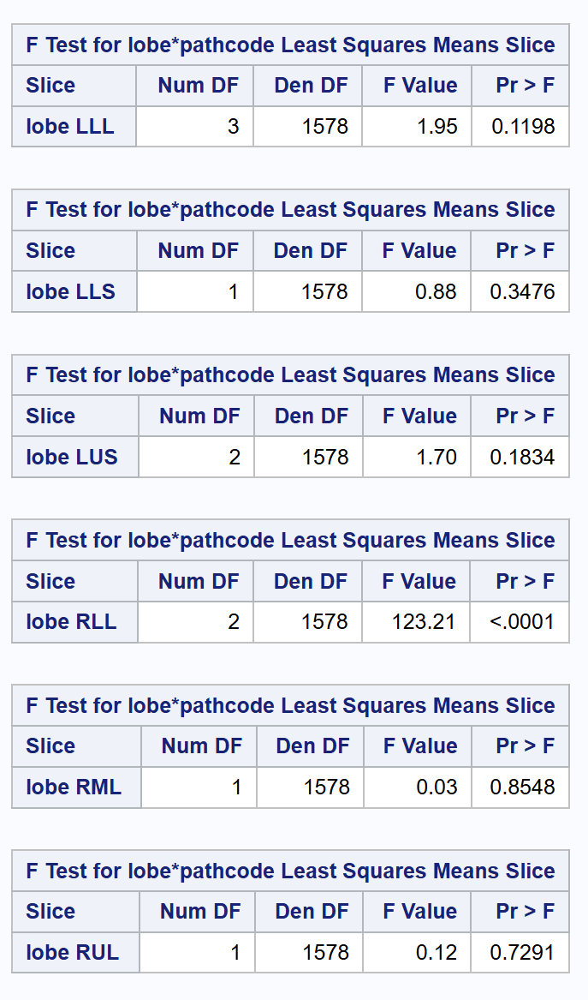 F Test for lobe*pathcode Least Squares Means Slice
Slice Num DF Den DF F Value Pr > F
lobe LLL 3 1578 1.95 0.1198
F Test for lobe*pathcode Least Squares Means Slice
Slice Num DF Den DF F Value Pr > F
lobe LLS 1 1578 0.88 0.3476
F Test for lobe*pathcode Least Squares Means Slice
Slice Num DF Den DF F Value Pr > F
lobe LUS 2 1578 1.70 0.1834
F Test for lobe*pathcode Least Squares Means Slice
Slice Num DF Den DF F Value Pr > F
lobe RLL 2 1578 123.21 <.0001
F Test for lobe*pathcode Least Squares Means Slice
Slice Num DF Den DF F Value Pr > F
lobe RML 1 1578 0.03 0.8548
F Test for lobe*pathcode Least Squares Means Slice
Slice Num DF Den DF F Value Pr > F
lobe RUL 1 1578 0.12 0.7291